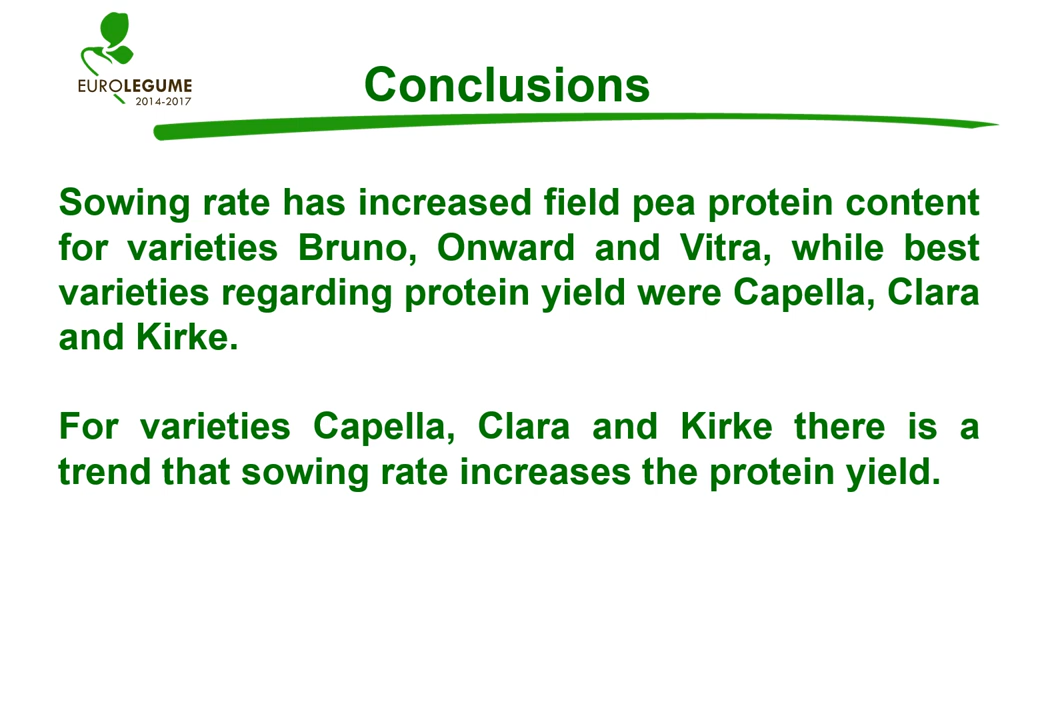 EUROLEGUME
2014-2017
Conclusions
Sowing rate has increased field pea protein content
for varieties Bruno, Onward and Vitra, while best
varieties regarding protein yield were Capella, Clara
and Kirke.
For varieties Capella, Clara and Kirke there is a
trend that sowing rate increases the protein yield.